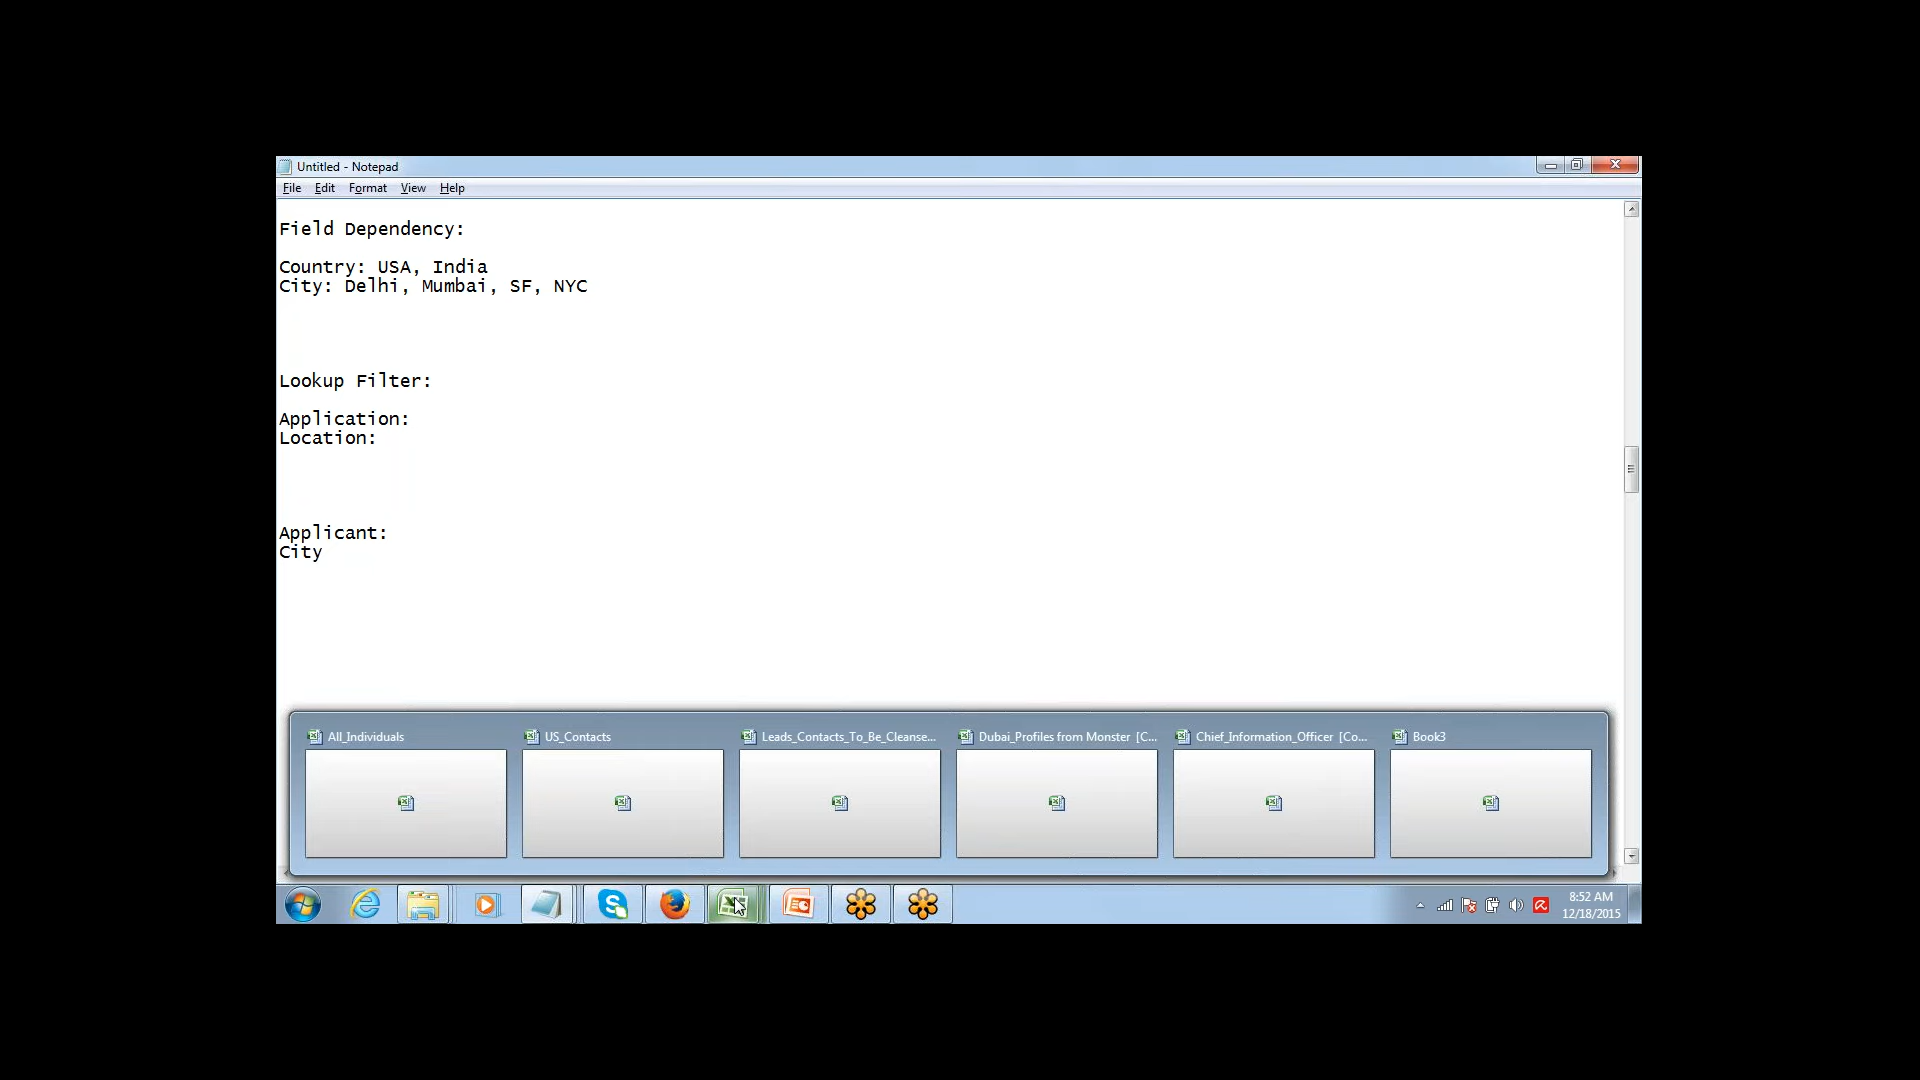 Untitled - Notepad
File Edit Format View Help
Field Dependency:
Country: USA, India
City: Delhi, Mumbai, SF, NYC
Lookup Filter:
Application:
Location:
Applicant:
City
All_Individuals
US_Contacts
Leads_Contacts_To_Be_Cleanse...
Dubai_Profiles from Monster [C...
Chief_Information_Officer [Co...
Book3
8:52 AM
12/18/2015